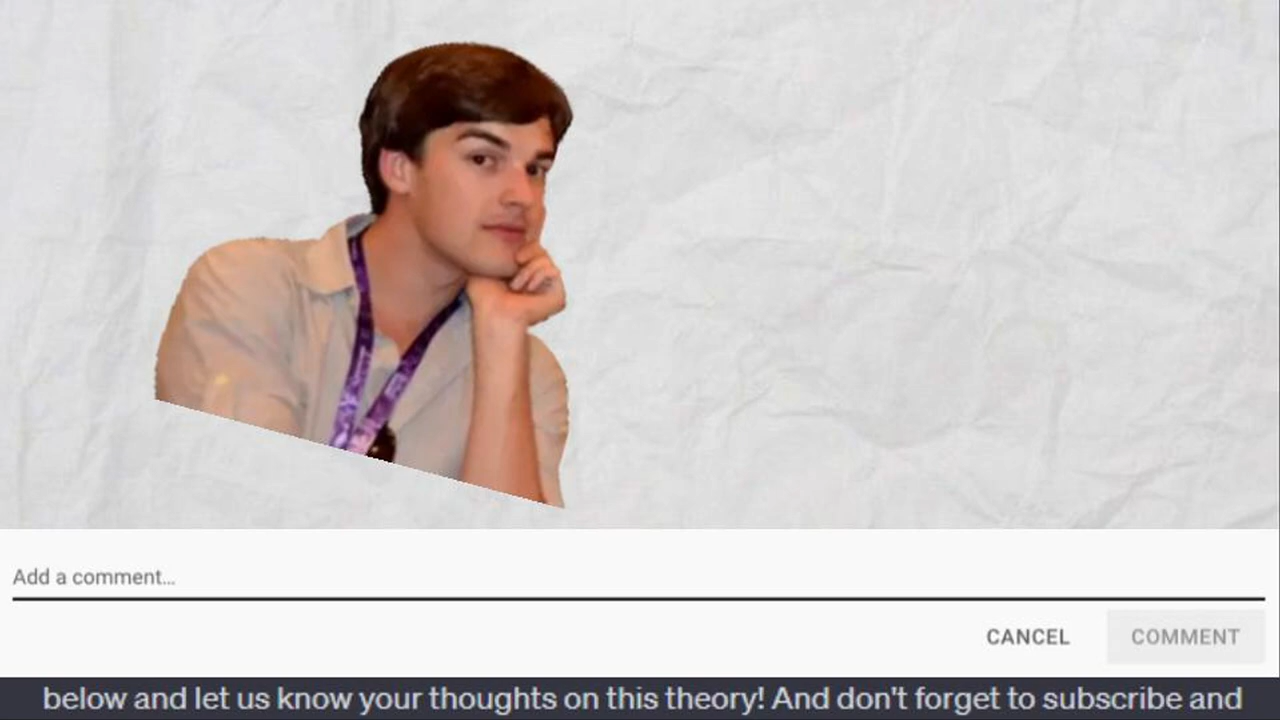 Add a comment...
CANCEL COMMENT
below and let us know your thoughts on this theory! And don't forget to subscribe and